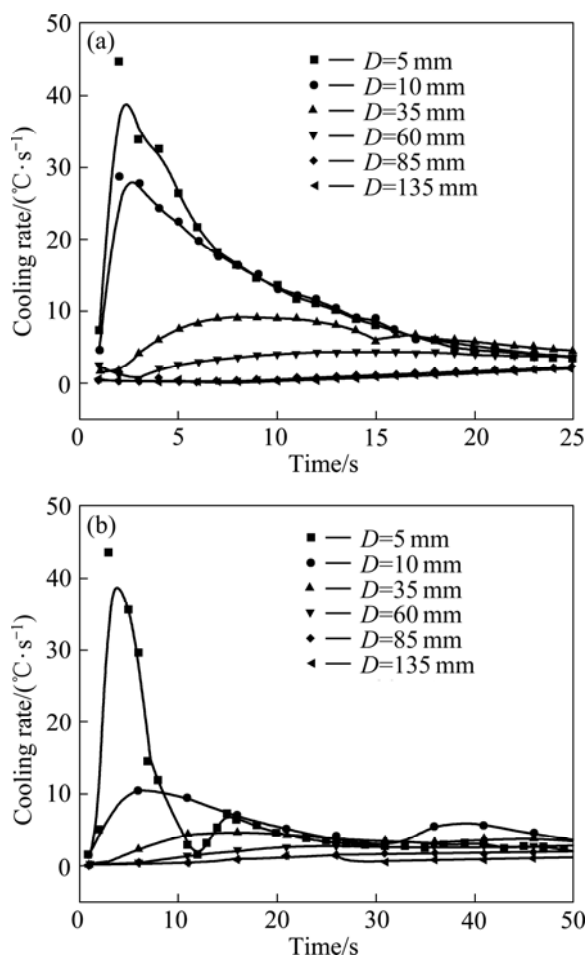 (a)
50
40
30
20
10
0
Cooling rate/(°C·s⁻¹)
D=5 mm
D=10 mm
D=35 mm
D=60 mm
D=85 mm
D=135 mm
0 5 10 15 20 25
Time/s
(b)
50
40
30
20
10
0
Cooling rate/(°C·s⁻¹)
D=5 mm
D=10 mm
D=35 mm
D=60 mm
D=85 mm
D=135 mm
0 10 20 30 40 50
Time/s